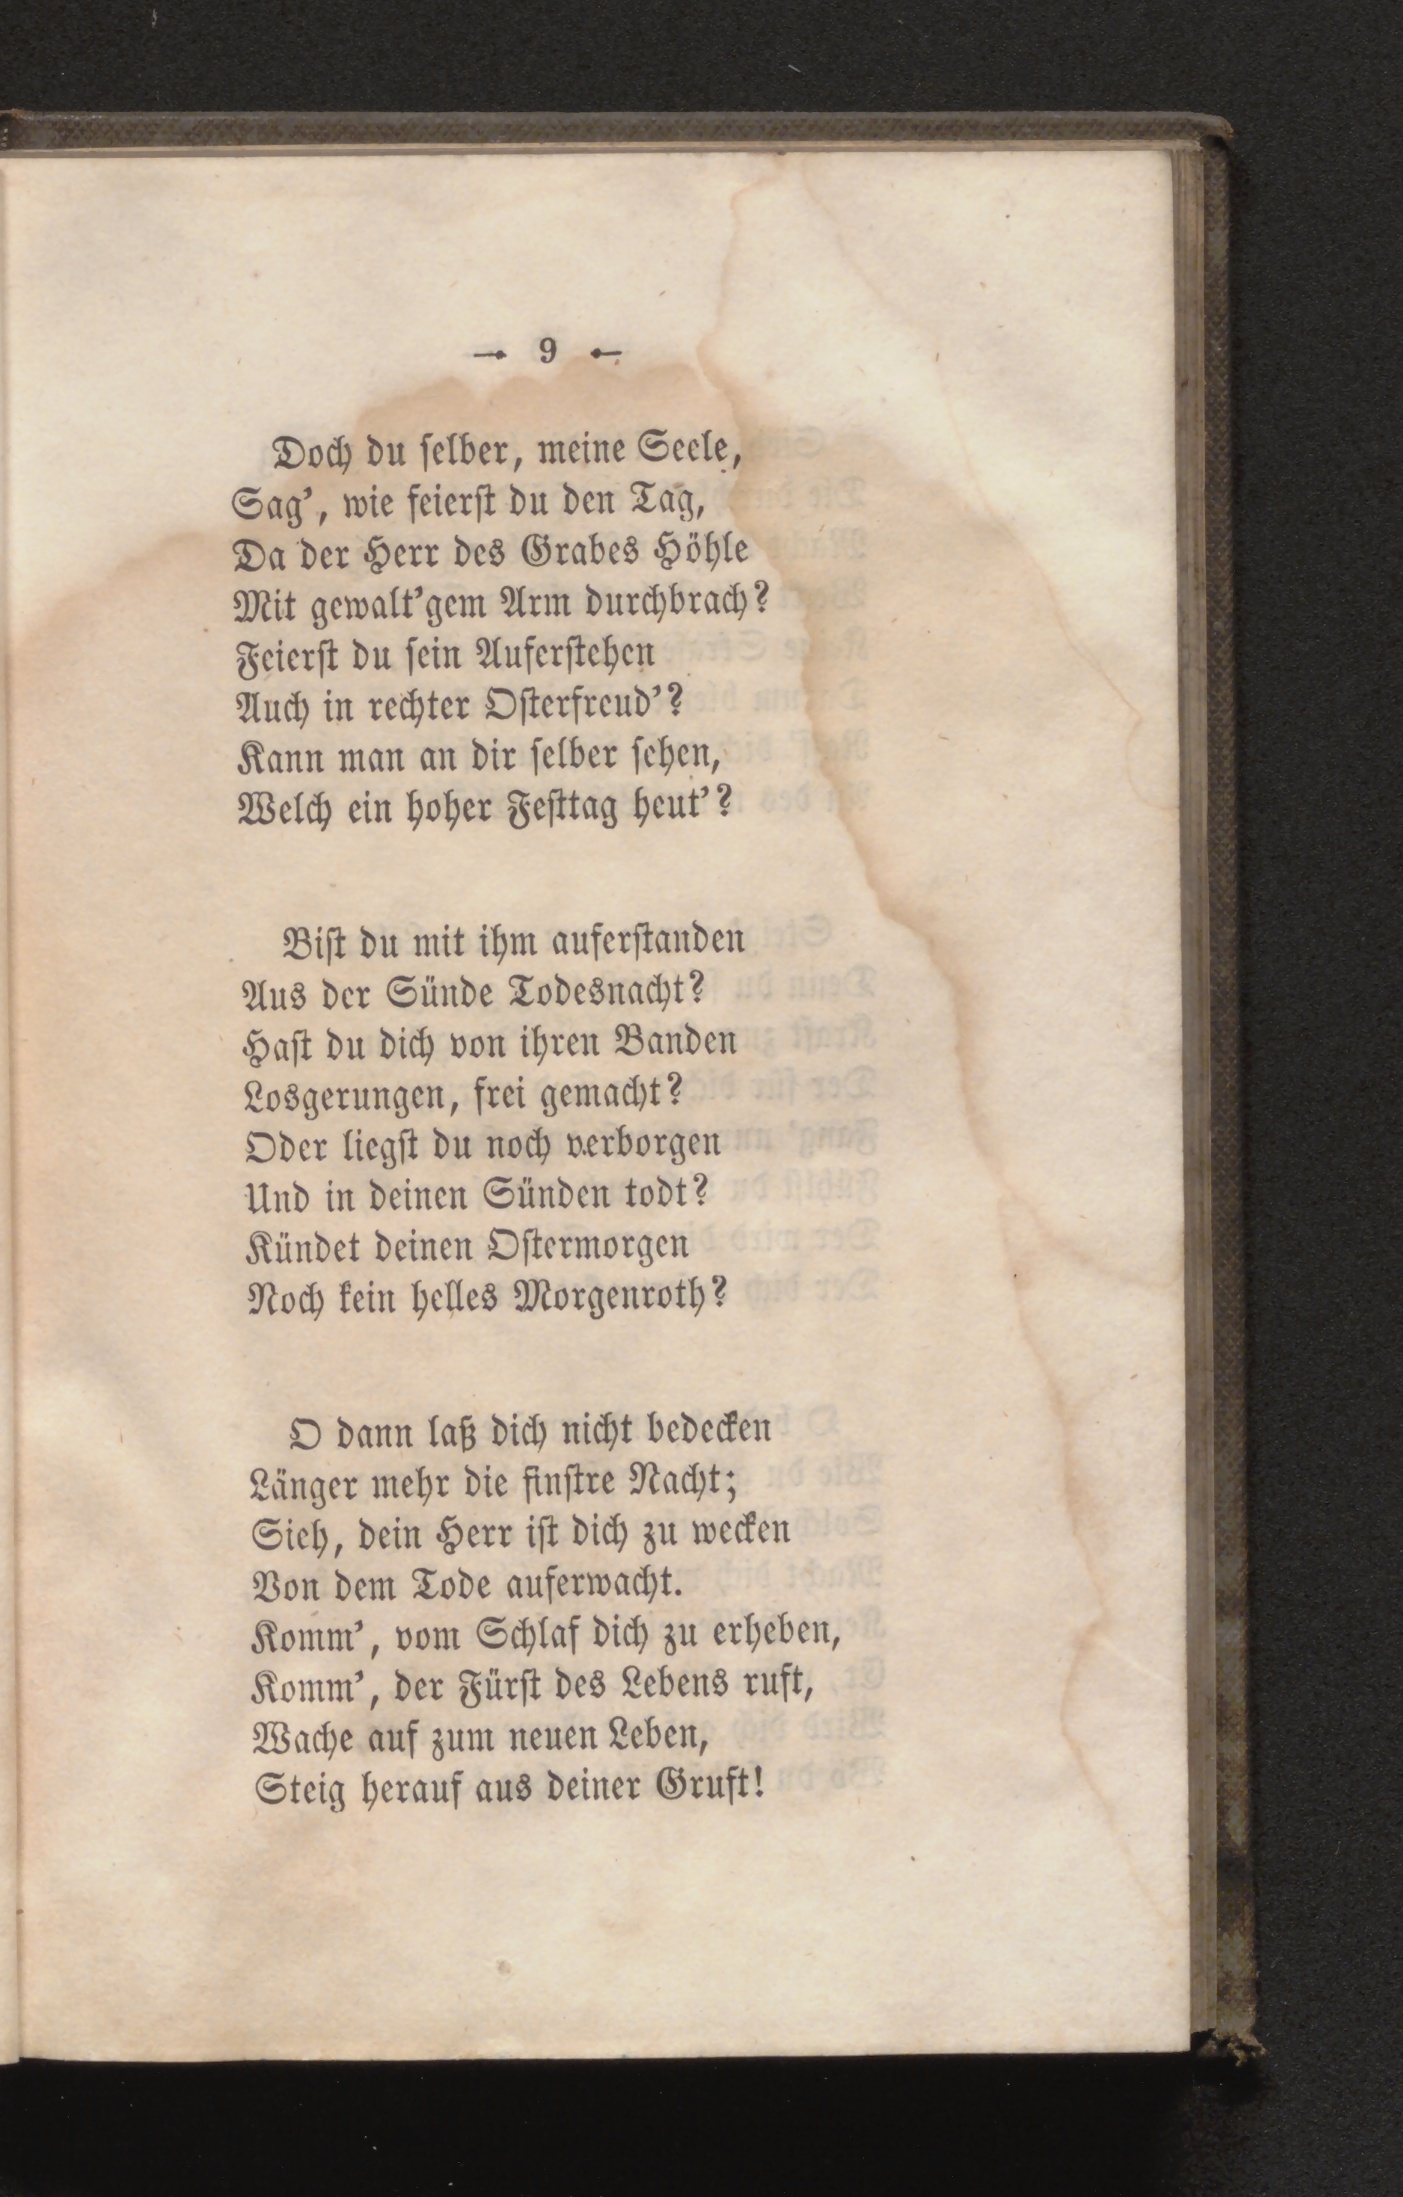 → 9 ←
Doch du ſelber, meine Seele,
Sag’, wie feierſt du den Tag,
Da der Herr des Grabes Höhle
Mit gewalt’gem Arm durchbrach?
Feierſt du ſein Auferſtehen
Auch in rechter Oſterfreud’?
Kann man an dir ſelber ſehen,
Welch ein hoher Feſttag heut’?
Biſt du mit ihm auferſtanden
Aus der Sünde Todesnacht?
Haſt du dich von ihren Banden
Losgerungen, frei gemacht?
Oder liegſt du noch verborgen
Und in deinen Sünden todt?
Kündet deinen Oſtermorgen
Noch kein helles Morgenroth?
O dann laß dich nicht bedecken
Länger mehr die finſtre Nacht;
Sieh, dein Herr iſt dich zu wecken
Von dem Tode auferwacht.
Komm’, vom Schlaf dich zu erheben,
Komm’, der Fürſt des Lebens ruft,
Wache auf zum neuen Leben,
Steig herauf aus deiner Gruft!